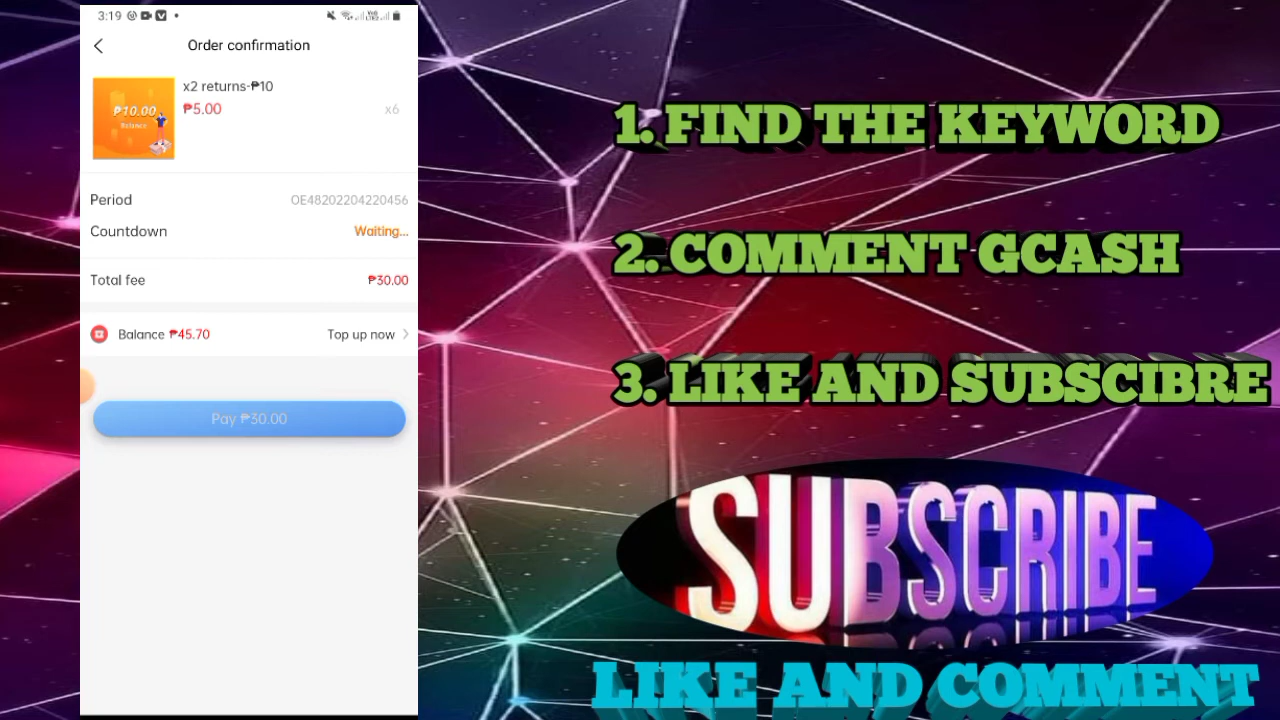 3:19
Order confirmation
₱10.00
Balance
x2 returns-₱10
₱5.00
x6
Period
OE48202204220456
Countdown
Waiting...
Total fee
₱30.00
Balance ₱45.70
Top up now
Pay ₱30.00
1. FIND THE KEYWORD
2. COMMENT GCASH
3. LIKE AND SUBSCIBRE
SUBSCRIBE
LIKE AND COMMENT